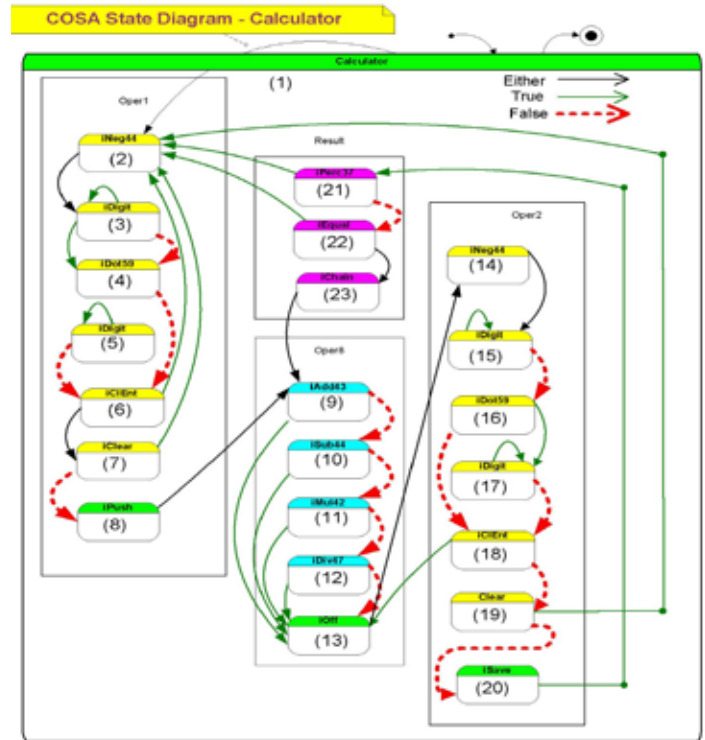 COSA State Diagram - Calculator
Calculator
(1)
Either
True
False
Oper1
iNeg44
(2)
iDigit
(3)
iDot59
(4)
iDigit
(5)
iClEnt
(6)
iClear
(7)
iPush
(8)
Result
iPerc37
(21)
iEqual
(22)
iChain
(23)
Oper8
iAdd43
(9)
iSub44
(10)
iMul42
(11)
iDiv47
(12)
iOff
(13)
Oper2
iNeg44
(14)
iDigit
(15)
iDot59
(16)
iDigit
(17)
iClEnt
(18)
Clear
(19)
iSave
(20)